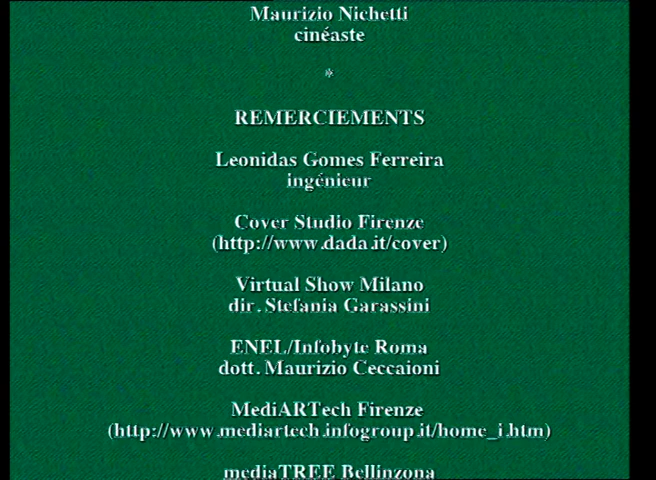 Maurizio Nichetti
cinéaste
*
REMERCIEMENTS
Leonidas Gomes Ferreira
ingénieur
Cover Studio Firenze
(http://www.dada.it/cover)
Virtual Show Milano
dir. Stefania Garassini
ENEL/Infobyte Roma
dott. Maurizio Ceccaioni
MediARTech Firenze
(http://www.mediartech.infogroup.it/home_i.htm)
mediaTREE Bellinzona